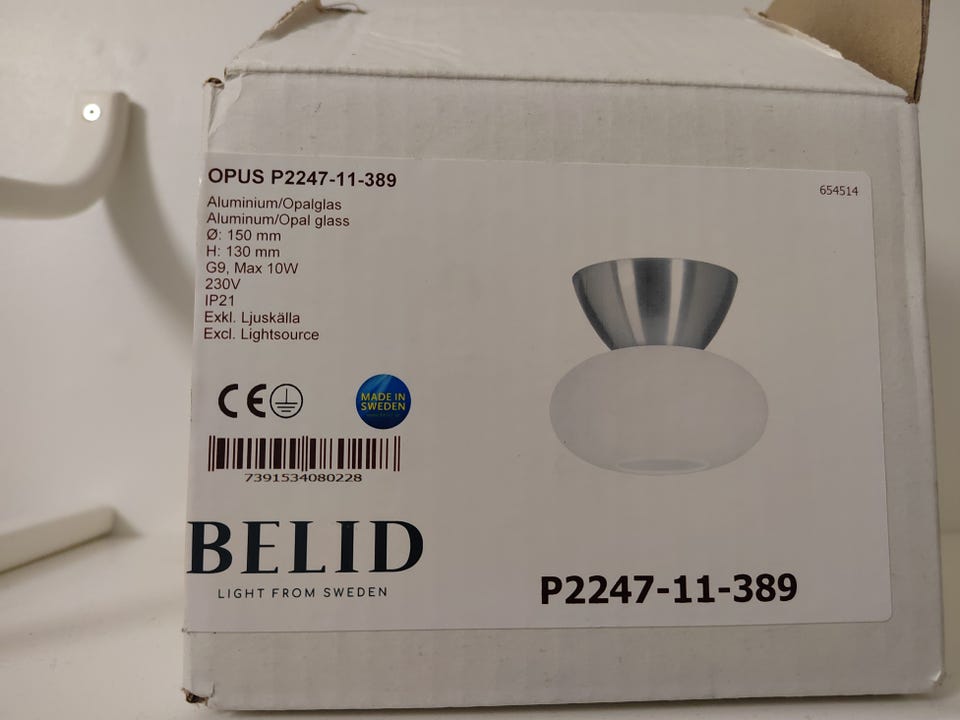 OPUS P2247-11-389
654514
Aluminium/Opalglas
Aluminum/Opal glass
Ø: 150 mm
H: 130 mm
G9, Max 10W
230V
IP21
Exkl. Ljuskälla
Excl. Lightsource
CE
MADE IN
SWEDEN
7391534080228
BELID
LIGHT FROM SWEDEN
P2247-11-389